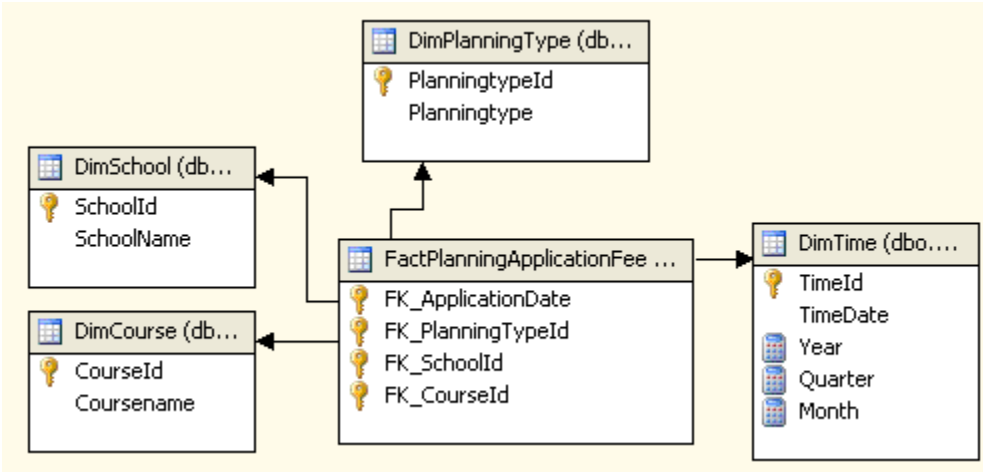 DimPlanningType (db...
PlanningtypeId
Planningtype
DimSchool (db...
SchoolId
SchoolName
FactPlanningApplicationFee ...
FK_ApplicationDate
FK_PlanningTypeId
FK_SchoolId
FK_CourseId
DimTime (dbo....
TimeId
TimeDate
Year
Quarter
Month
DimCourse (db...
CourseId
Coursename